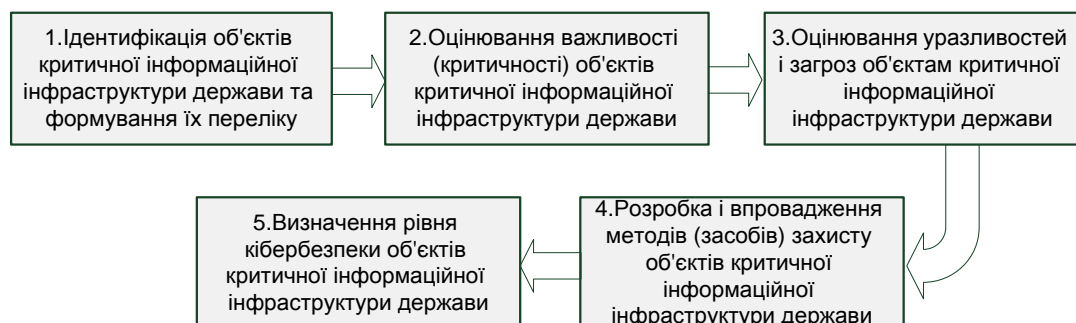 1.Ідентифікація об'єктів
критичної інформаційної
інфраструктури держави та
формування їх переліку
2.Оцінювання важливості
(критичності) об'єктів
критичної інформаційної
інфраструктури держави
3.Оцінювання уразливостей
і загроз об'єктам критичної
інформаційної
інфраструктури держави
4.Розробка і впровадження
методів (засобів) захисту
об'єктів критичної
інформаційної
інфраструктури держави
5.Визначення рівня
кібербезпеки об'єктів
критичної інформаційної
інфраструктури держави